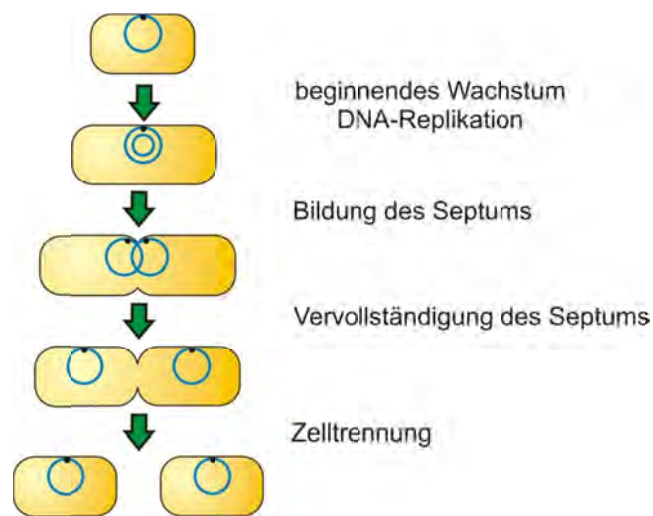 beginnendes Wachstum
DNA-Replikation
Bildung des Septums
Vervollständigung des Septums
Zelltrennung